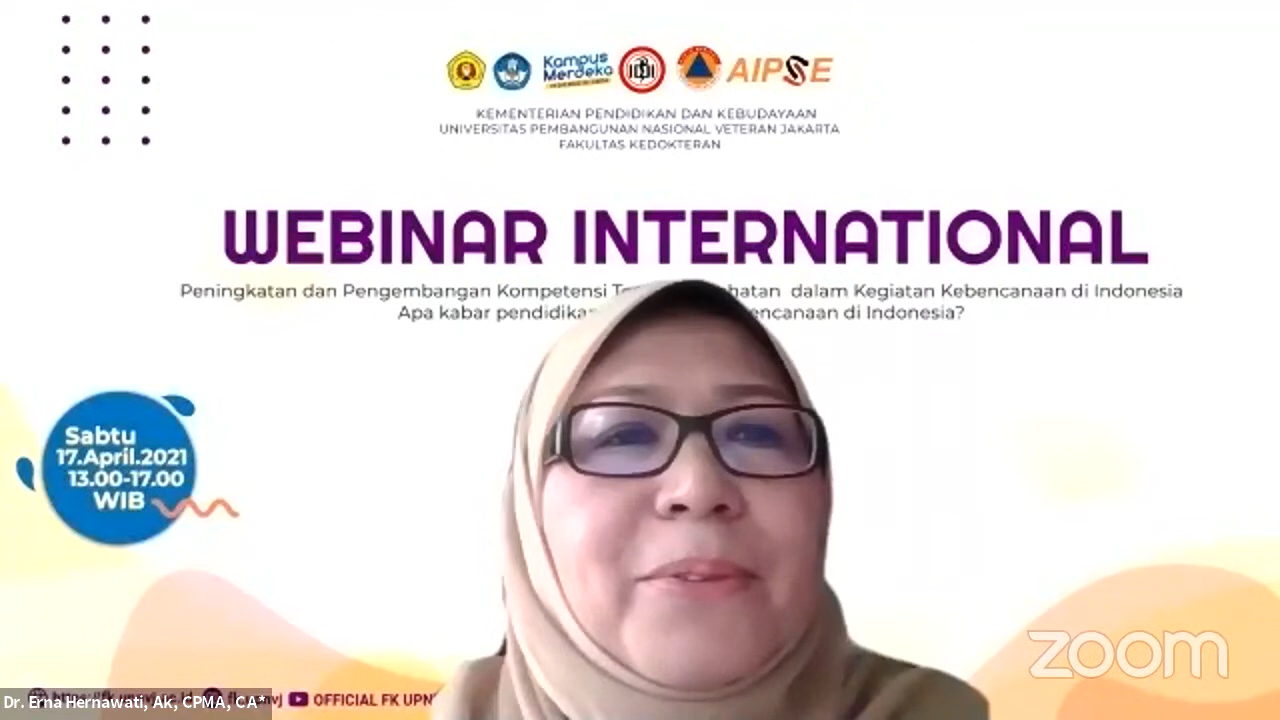 Kampus
Merdeka
AIPSE
KEMENTERIAN PENDIDIKAN DAN KEBUDAYAAN
UNIVERSITAS PEMBANGUNAN NASIONAL VETERAN JAKARTA
FAKULTAS KEDOKTERAN
WEBINAR INTERNATIONAL
Peningkatan dan Pengembangan Kompetensi dalam Kegiatan Kebencanaan di Indonesia
Apa kabar pendidikan di Indonesia?
Sabtu
17.April.2021
13.00-17.00
WIB
zoom
OFFICIAL FK UPN
Dr. Erna Hernawati, Ak, CPMA, CA*